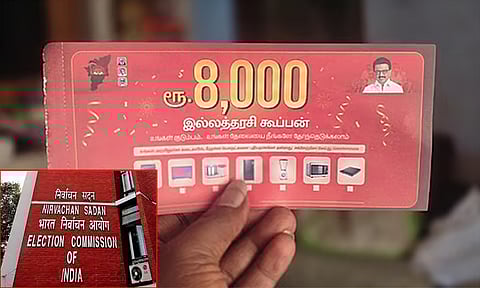 ரூ. 8,000
இல்லத்தரசி கூப்பன்
உங்கள் குடும்பம்... உங்கள் தேவையை நீங்களே தேர்ந்தெடுக்கலாம்
निर्वाचन सदन
NIRVACHAN SADAN
भारत निर्वाचन आयोग
ELECTION COMMISSION
OF
INDIA